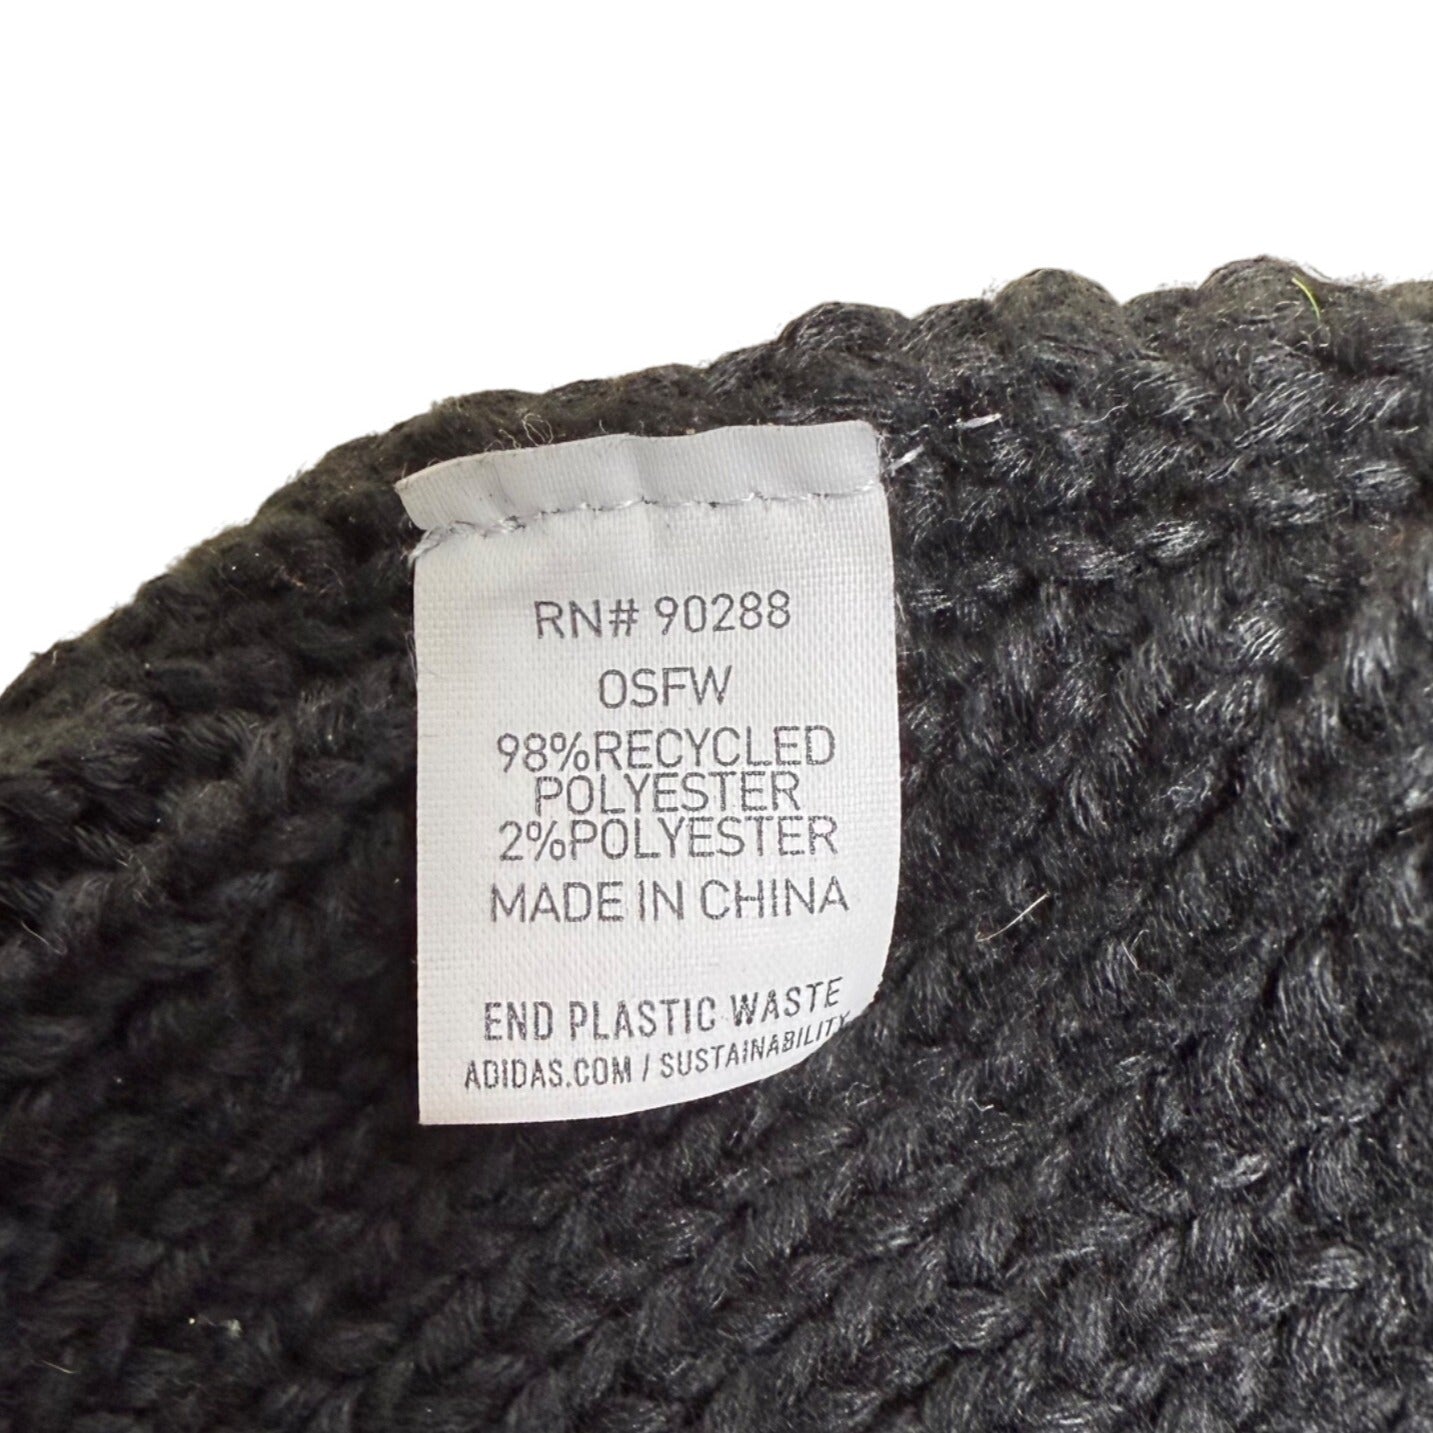 RN# 90288
OSFW
98%RECYCLED
POLYESTER
2%POLYESTER
MADE IN CHINA
END PLASTIC WASTE
ADIDAS.COM / SUSTAINABILITY